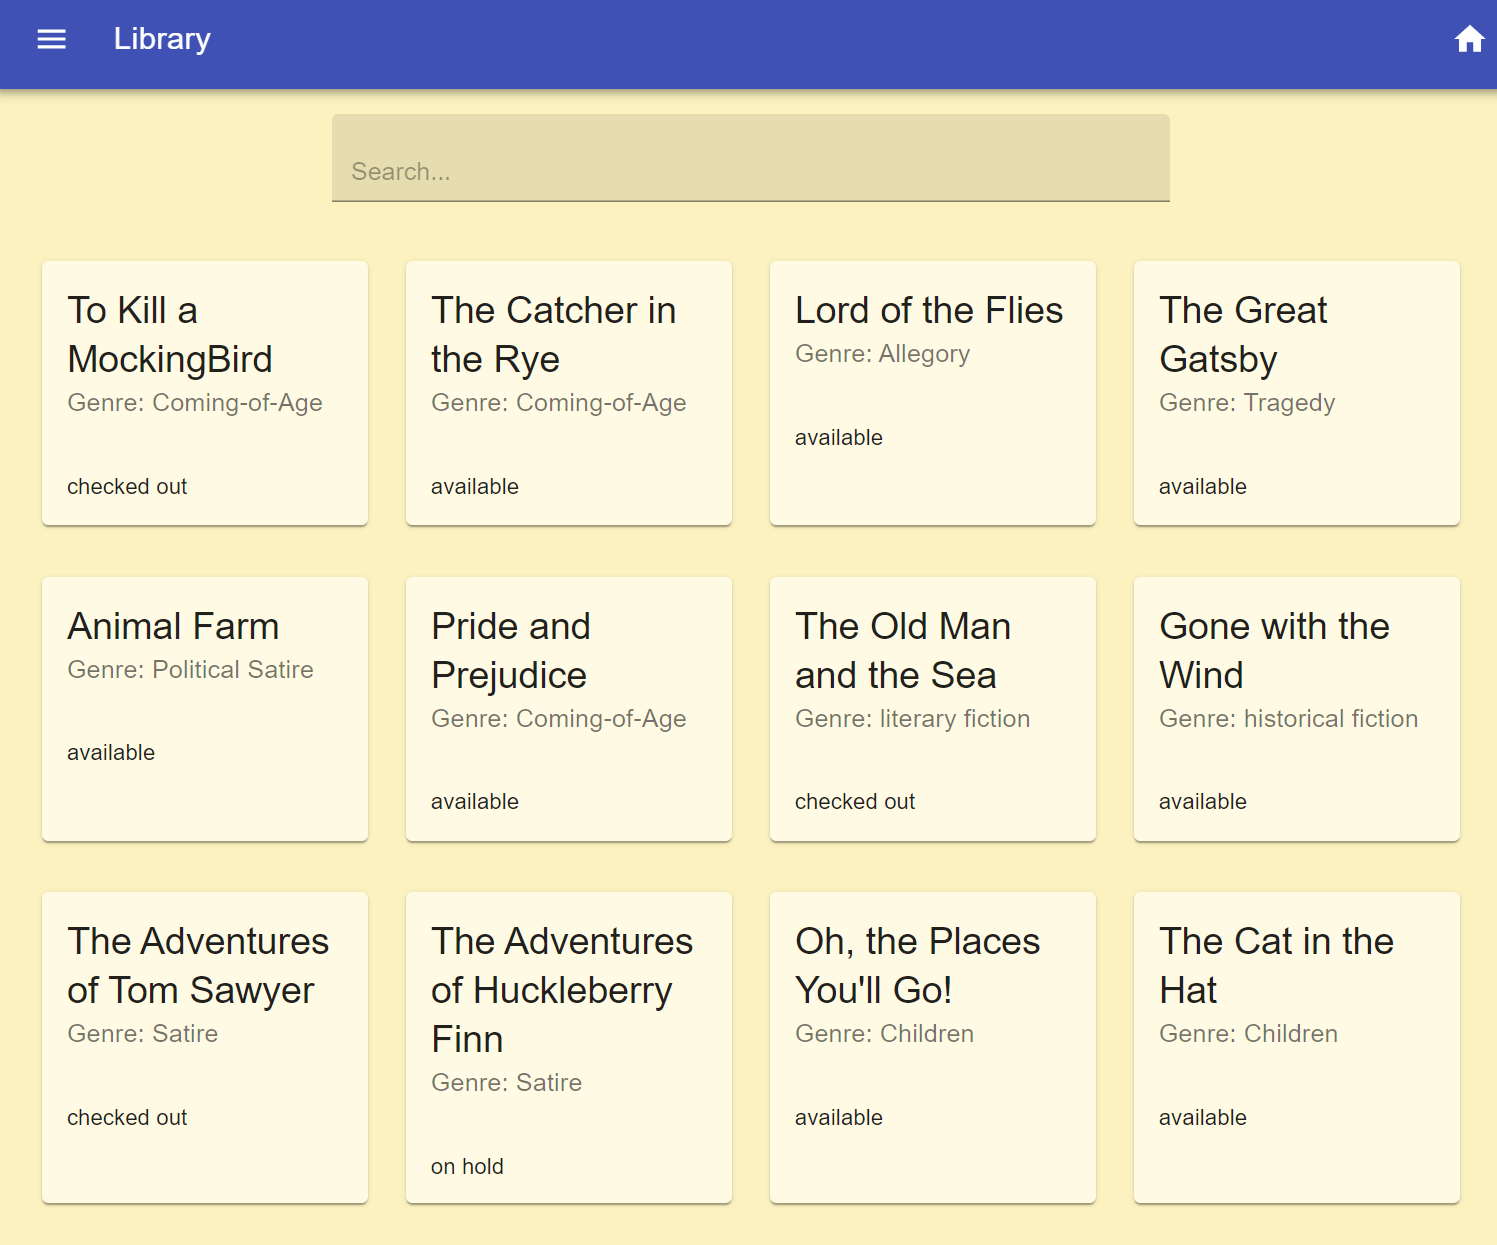 Library
Search...
To Kill a
MockingBird
Genre: Coming-of-Age
checked out
The Catcher in
the Rye
Genre: Coming-of-Age
available
Lord of the Flies
Genre: Allegory
available
The Great
Gatsby
Genre: Tragedy
available
Animal Farm
Genre: Political Satire
available
Pride and
Prejudice
Genre: Coming-of-Age
available
The Old Man
and the Sea
Genre: literary fiction
checked out
Gone with the
Wind
Genre: historical fiction
available
The Adventures
of Tom Sawyer
Genre: Satire
checked out
The Adventures
of Huckleberry
Finn
Genre: Satire
on hold
Oh, the Places
You'll Go!
Genre: Children
available
The Cat in the
Hat
Genre: Children
available